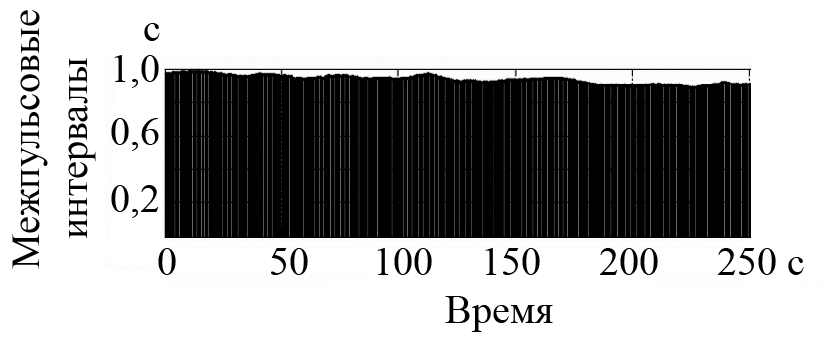 Межпульсовые
интервалы
с
1,0
0,6
0,2
0 50 100 150 200 250 с
Время